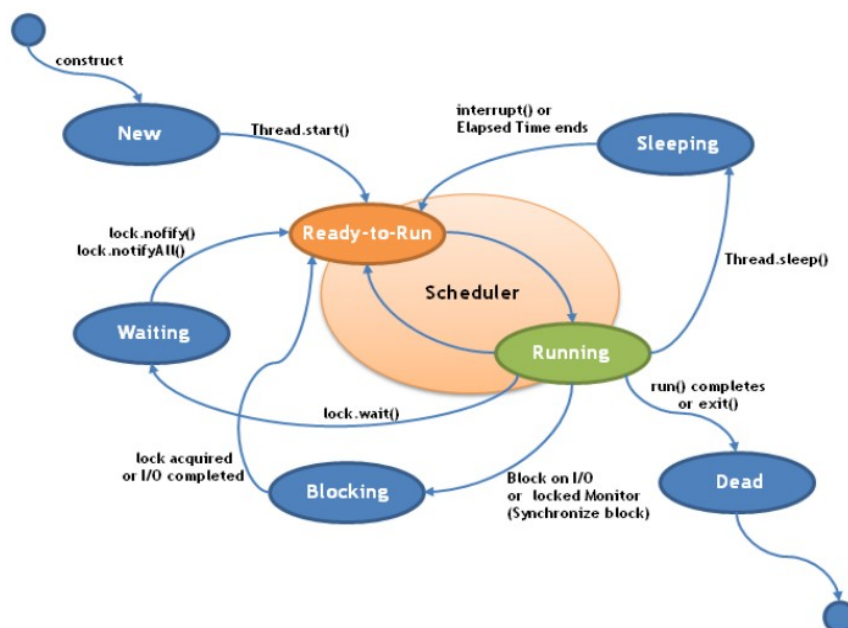 construct
New
Thread.start()
interrupt() or
Elapsed Time ends
Sleeping
lock.nofify()
lock.notifyAll()
Ready-to-Run
Thread.sleep()
Scheduler
Waiting
Running
run() completes
or exit()
lock.wait()
lock acquired
or I/O completed
Blocking
Block on I/O
or locked Monitor
(Synchronize block)
Dead